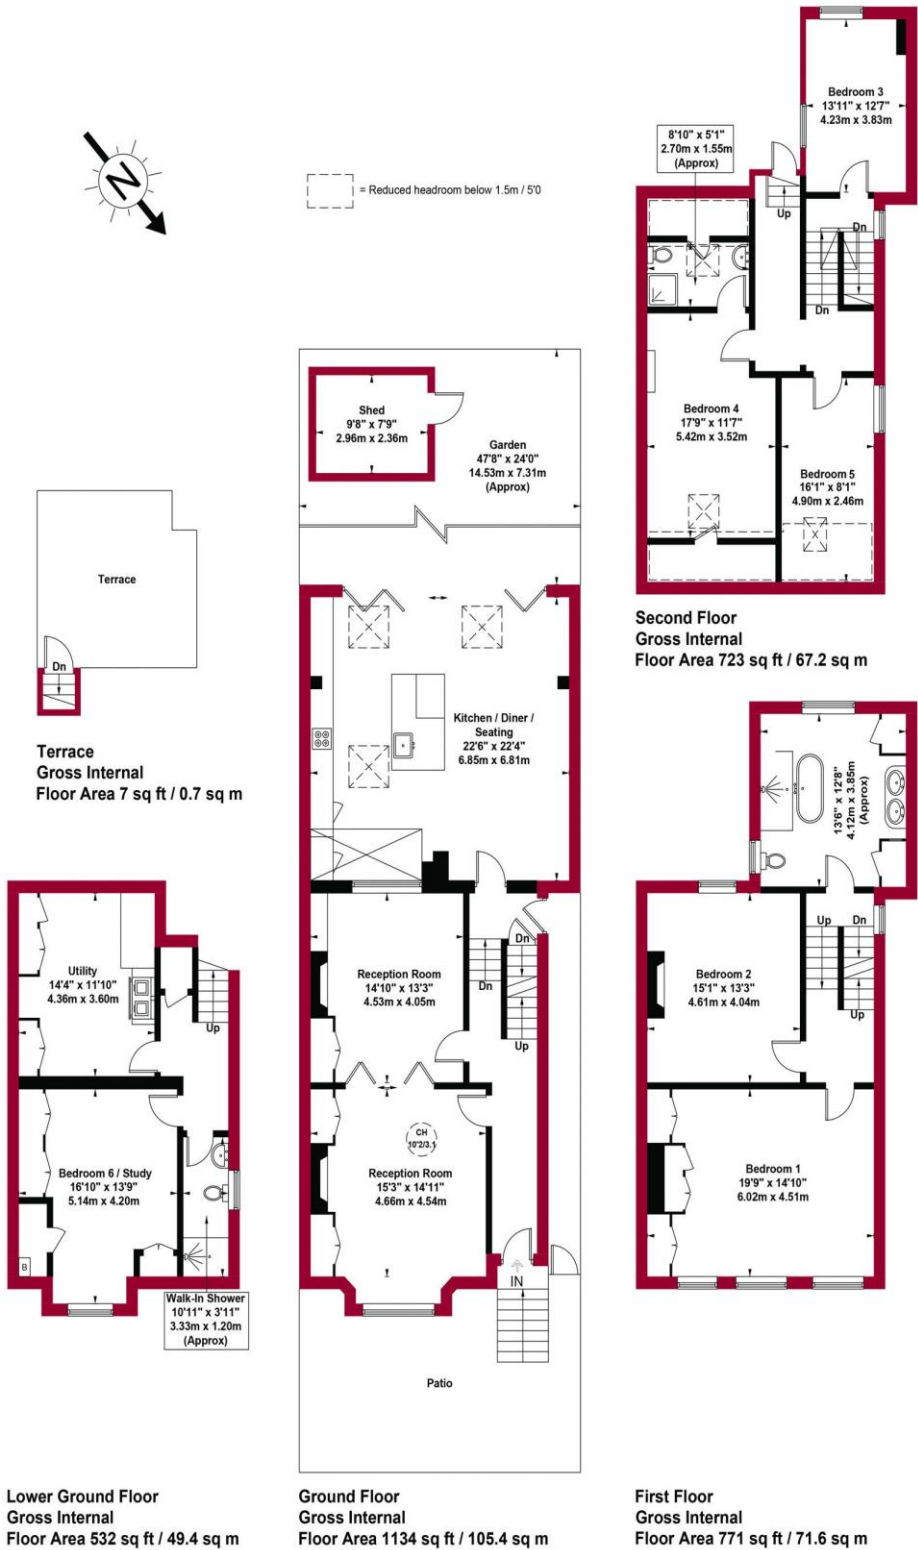 N
= Reduced headroom below 1.5m / 5'0
8'10" x 5'1"
2.70m x 1.55m
(Approx)
Bedroom 3
13'11" x 12'7"
4.23m x 3.83m
Up
Dn
Dn
Bedroom 4
17'9" x 11'7"
5.42m x 3.52m
Bedroom 5
16'1" x 8'1"
4.90m x 2.46m
Second Floor
Gross Internal
Floor Area 723 sq ft / 67.2 sq m
Shed
9'8" x 7'9"
2.96m x 2.36m
Garden
47'8" x 24'0"
14.53m x 7.31m
(Approx)
Terrace
Dn
Terrace
Gross Internal
Floor Area 7 sq ft / 0.7 sq m
Kitchen / Diner /
Seating
22'6" x 22'4"
6.85m x 6.81m
Reception Room
14'10" x 13'3"
4.53m x 4.05m
Dn
Dn
Up
CH
10'2/3.1
Reception Room
15'3" x 14'11"
4.66m x 4.54m
IN
Patio
Ground Floor
Gross Internal
Floor Area 1134 sq ft / 105.4 sq m
Utility
14'4" x 11'10"
4.36m x 3.60m
Up
Bedroom 6 / Study
16'10" x 13'9"
5.14m x 4.20m
B
Walk-In Shower
10'11" x 3'11"
3.33m x 1.20m
(Approx)
Lower Ground Floor
Gross Internal
Floor Area 532 sq ft / 49.4 sq m
13'6" x 12'8"
4.12m x 3.85m
(Approx)
Up
Dn
Up
Bedroom 2
15'1" x 13'3"
4.61m x 4.04m
Bedroom 1
19'9" x 14'10"
6.02m x 4.51m
First Floor
Gross Internal
Floor Area 771 sq ft / 71.6 sq m